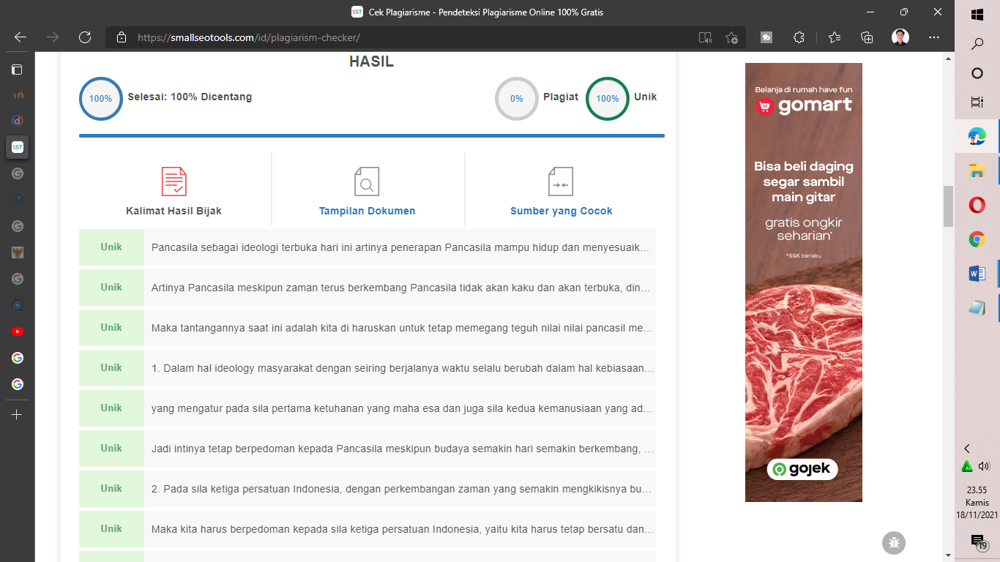 SST Cek Plagiarisme - Pendeteksi Plagiarisme Online 100% Gratis
https://smallseotools.com/id/plagiarism-checker/
HASIL
100% Selesai: 100% Dicentang
0% Plagiat 100% Unik
Kalimat Hasil Bijak
Tampilan Dokumen
Sumber yang Cocok
Unik Pancasila sebagai ideologi terbuka hari ini artinya penerapan Pancasila mampu hidup dan menyesuaik...
Unik Artinya Pancasila meskipun zaman terus berkembang Pancasila tidak akan kaku dan akan terbuka, din...
Unik Maka tantangannya saat ini adalah kita di haruskan untuk tetap memegang teguh nilai nilai pancasil me...
Unik 1. Dalam hal ideology masyarakat dengan seiring berjalanya waktu selalu berubah dalam hal kebiasaan...
Unik yang mengatur pada sila pertama ketuhanan yang maha esa dan juga sila kedua kemanusiaan yang ad...
Unik Jadi intinya tetap berpedoman kepada Pancasila meskipun budaya semakin hari semakin berkembang, ...
Unik 2. Pada sila ketiga persatuan Indonesia, dengan perkembangan zaman yang semakin mengkikisnya bu...
Unik Maka kita harus berpedoman kepada sila ketiga persatuan Indonesia, yaitu kita harus tetap bersatu dan...
Belanja di rumah have fun
gomart
Bisa beli daging
segar sambil
main gitar
gratis ongkir
seharian*
*S&K berlaku
gojek
SST
23.55
Kamis
18/11/2021
19